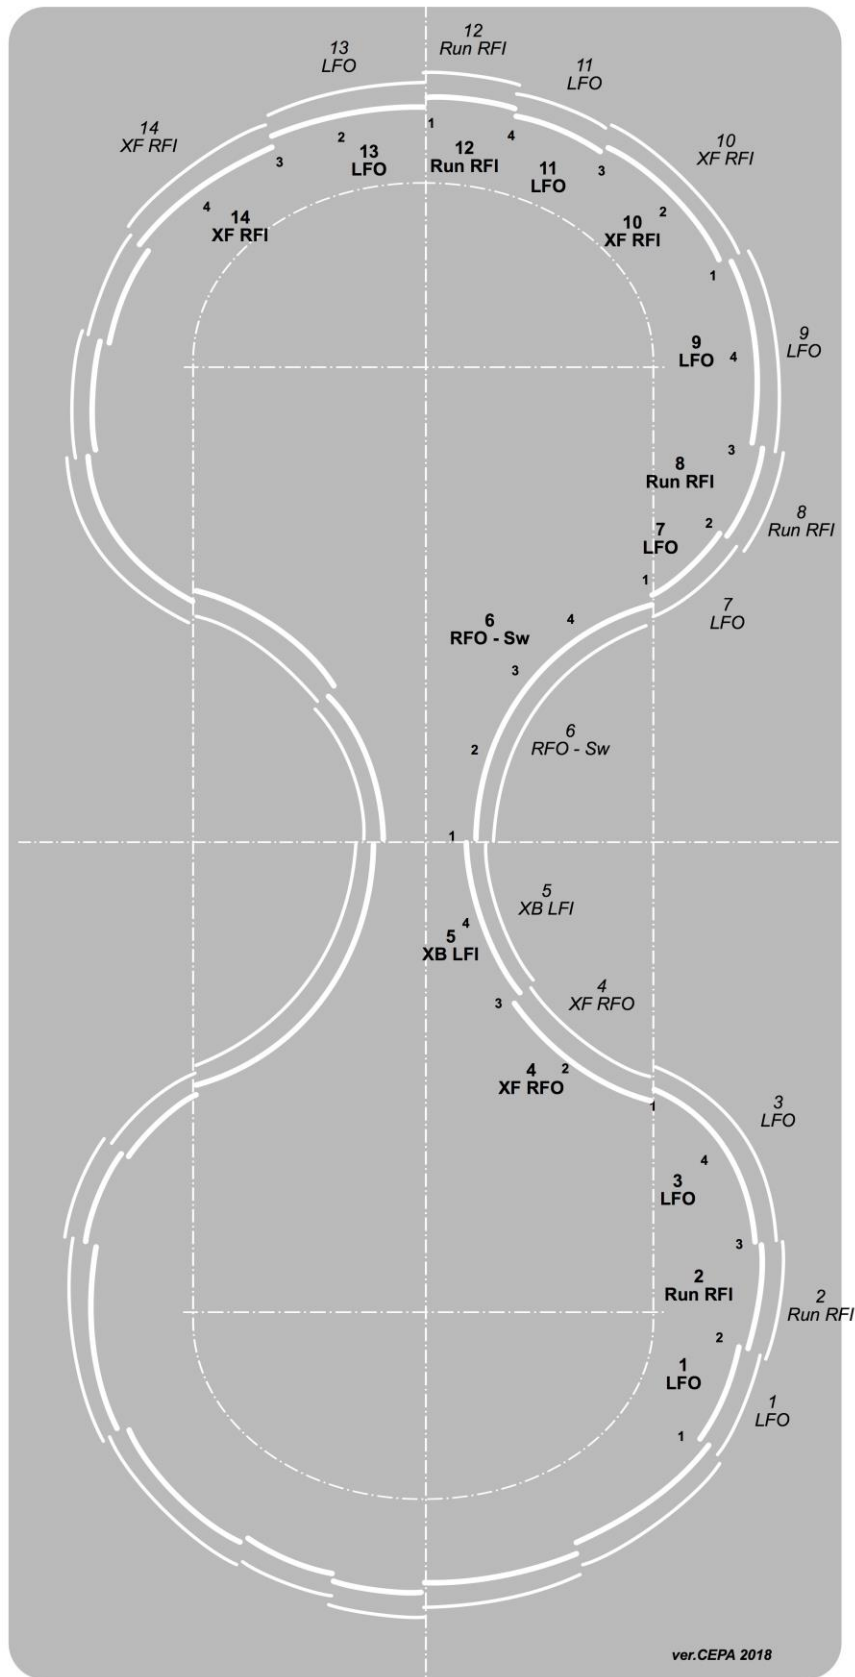 12
Run RFI
13
LFO
11
LFO
14
XF RFI
10
XF RFI
1
2
4
12
Run RFI
13
LFO
3
11
LFO
3
4
14
XF RFI
2
10
XF RFI
1
9
LFO
9
LFO
4
3
8
Run RFI
8
Run RFI
2
7
LFO
1
7
LFO
6
RFO - Sw
4
3
6
RFO - Sw
2
1
5
XB LFI
4
5
XB LFI
4
XF RFO
3
4
XF RFO
2
1
3
LFO
4
3
LFO
3
2
Run RFI
2
Run RFI
2
1
LFO
1
LFO
1
ver.CEPA 2018